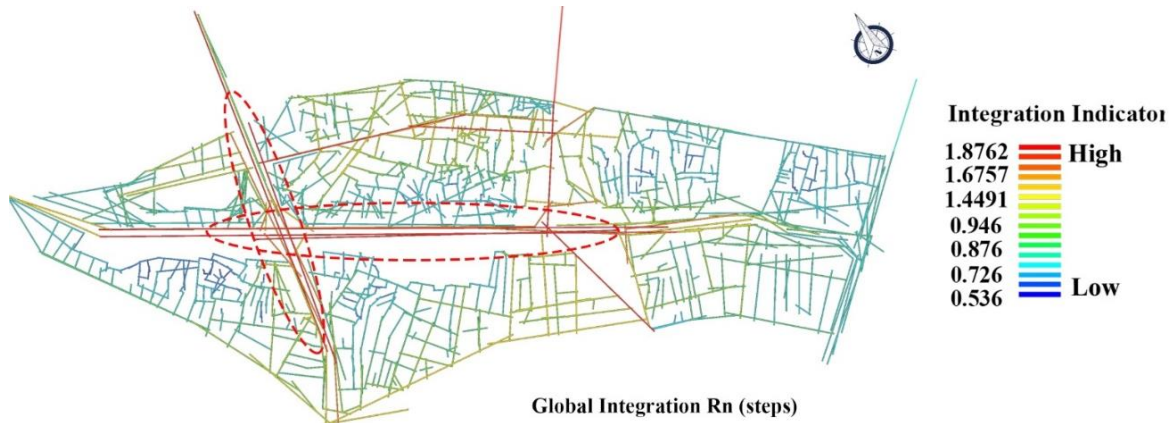 Integration Indicator
1.8762
High
1.6757
1.4491
0.946
0.876
0.726
0.536
Low
Global Integration Rn (steps)